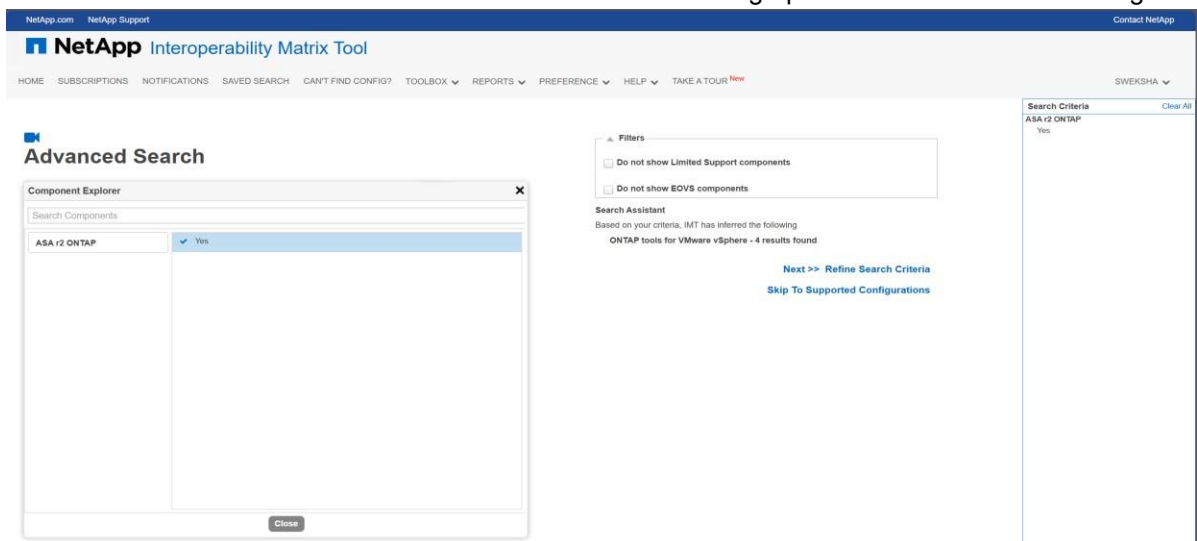 NetApp.com NetApp Support Contact NetApp
NetApp Interoperability Matrix Tool
HOME SUBSCRIPTIONS NOTIFICATIONS SAVED SEARCH CAN'T FIND CONFIG? TOOLBOX REPORTS PREFERENCE HELP TAKE A TOUR New SWEKSHA
Search Criteria Clear All
ASA r2 ONTAP
Yes
Advanced Search
Component Explorer
Search Components
ASA r2 ONTAP
Yes
Close
Filters
Do not show Limited Support components
Do not show EOVS components
Search Assistant
Based on your criteria, IMT has inferred the following
ONTAP tools for VMware vSphere - 4 results found
Next >> Refine Search Criteria
Skip To Supported Configurations